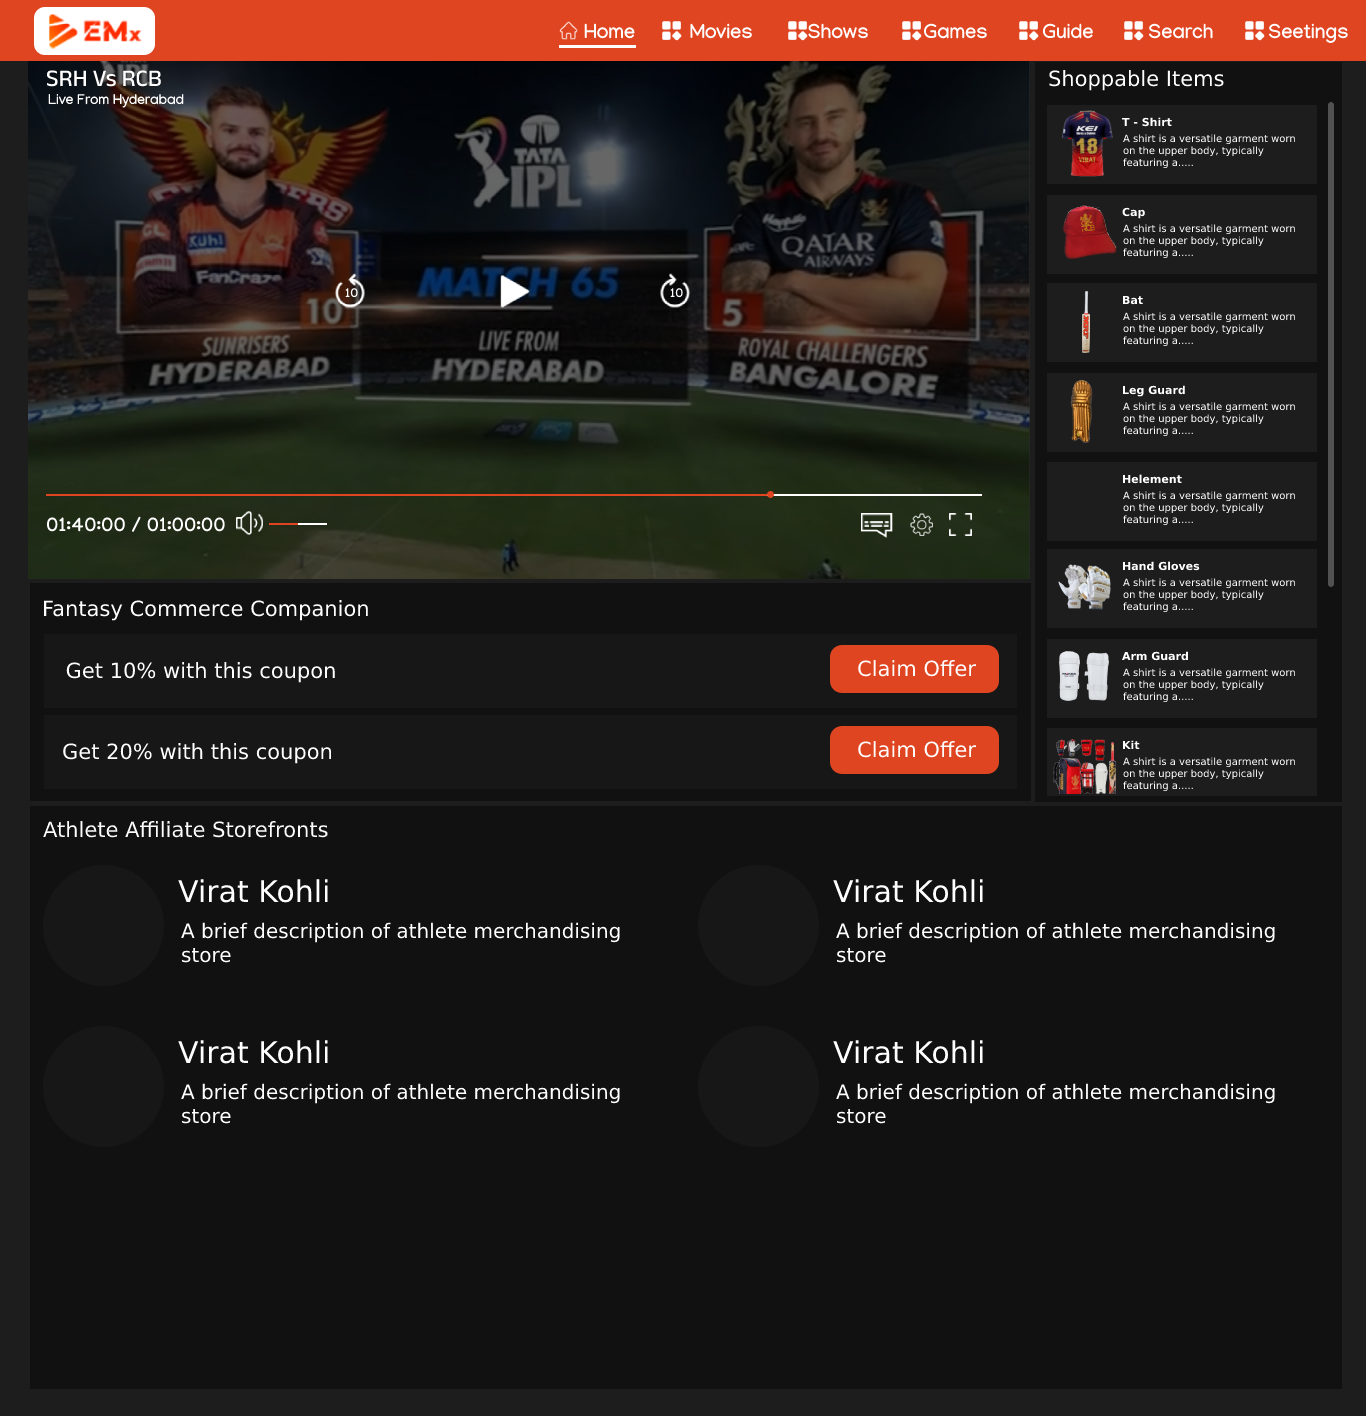 EMx
Home
Movies
Shows
Games
Guide
Search
Seetings
SRH Vs RCB
Live From Hyderabad
TATA
IPL
Kuhl
FanCraze
QATAR
AIRWAYS
MATCH 65
10
10
10
5
SUNRISERS
HYDERABAD
LIVE FROM
HYDERABAD
ROYAL CHALLENGERS
BANGALORE
01:40:00 / 01:00:00
Shoppable Items
KEI
18
VIRAT
T - Shirt
A shirt is a versatile garment worn
on the upper body, typically
featuring a.....
Cap
A shirt is a versatile garment worn
on the upper body, typically
featuring a.....
Bat
A shirt is a versatile garment worn
on the upper body, typically
featuring a.....
Leg Guard
A shirt is a versatile garment worn
on the upper body, typically
featuring a.....
Helement
A shirt is a versatile garment worn
on the upper body, typically
featuring a.....
Hand Gloves
A shirt is a versatile garment worn
on the upper body, typically
featuring a.....
Arm Guard
A shirt is a versatile garment worn
on the upper body, typically
featuring a.....
Kit
A shirt is a versatile garment worn
on the upper body, typically
featuring a.....
Fantasy Commerce Companion
Get 10% with this coupon
Claim Offer
Get 20% with this coupon
Claim Offer
Athlete Affiliate Storefronts
Virat Kohli
A brief description of athlete merchandising
store
Virat Kohli
A brief description of athlete merchandising
store
Virat Kohli
A brief description of athlete merchandising
store
Virat Kohli
A brief description of athlete merchandising
store